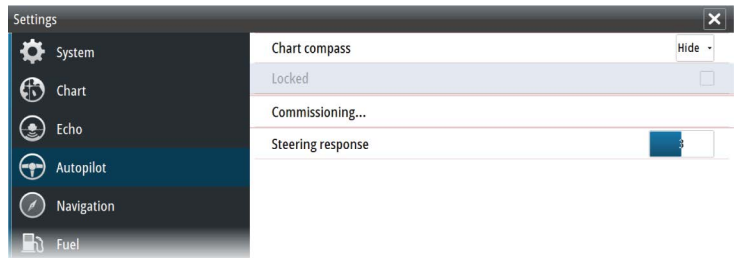 Settings
System
Chart
Echo
Autopilot
Navigation
Fuel
Chart compass Hide
Locked
Commissioning...
Steering response